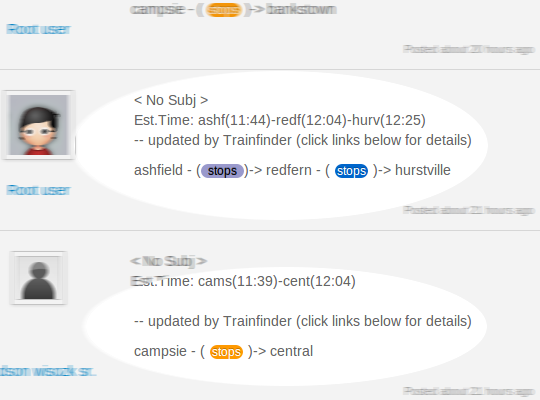 campsie - ( stops )-> bankstown
Root user
Posted about 20 hours ago
< No Subj >
Est.Time: ashf(11:44)-redf(12:04)-hurv(12:25)
-- updated by Trainfinder (click links below for details)
ashfield - ( stops )-> redfern - ( stops )-> hurstville
Root user
Posted about 21 hours ago
< No Subj >
Est.Time: cams(11:39)-cent(12:04)
-- updated by Trainfinder (click links below for details)
campsie - ( stops )-> central
dson wisozk sr.
Posted about 21 hours ago